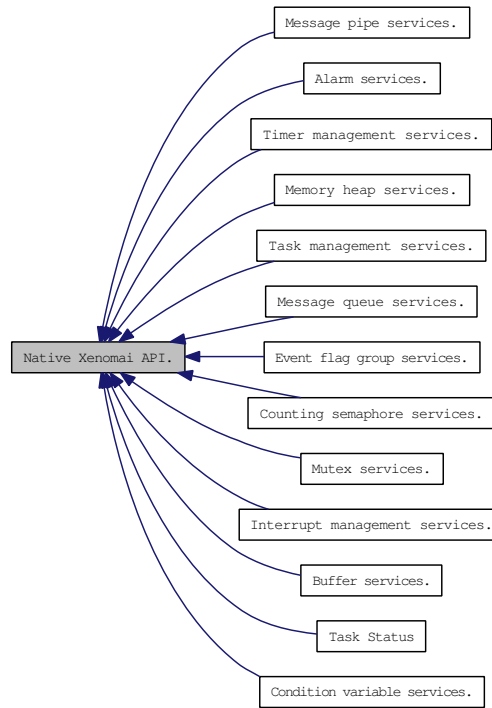 Message pipe services.
Alarm services.
Timer management services.
Memory heap services.
Task management services.
Message queue services.
Native Xenomai API.
Event flag group services.
Counting semaphore services.
Mutex services.
Interrupt management services.
Buffer services.
Task Status
Condition variable services.